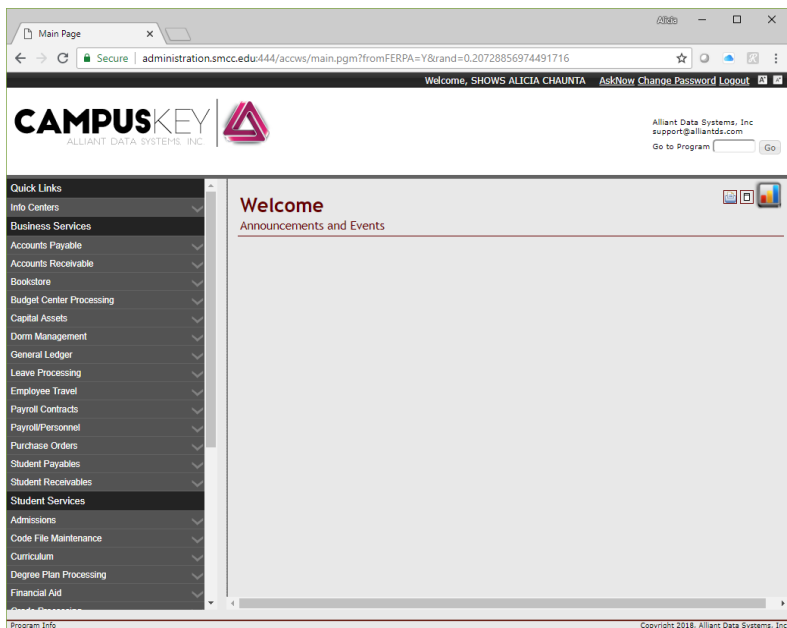 Alicia
Main Page
Secure | administration.smcc.edu:444/accws/main.pgm?fromFERPA=Y&rand=0.20728856974491716
Welcome, SHOWS ALICIA CHAUNTA AskNow Change Password Logout
CAMPUSKEY
ALLIANT DATA SYSTEMS, INC
Alliant Data Systems, Inc
support@alliantds.com
Go to Program Go
Quick Links
Info Centers
Business Services
Accounts Payable
Accounts Receivable
Bookstore
Budget Center Processing
Capital Assets
Dorm Management
General Ledger
Leave Processing
Employee Travel
Payroll Contracts
Payroll/Personnel
Purchase Orders
Student Payables
Student Receivables
Student Services
Admissions
Code File Maintenance
Curriculum
Degree Plan Processing
Financial Aid
Welcome
Announcements and Events
Program Info
Copyright 2018, Alliant Data Systems, Inc